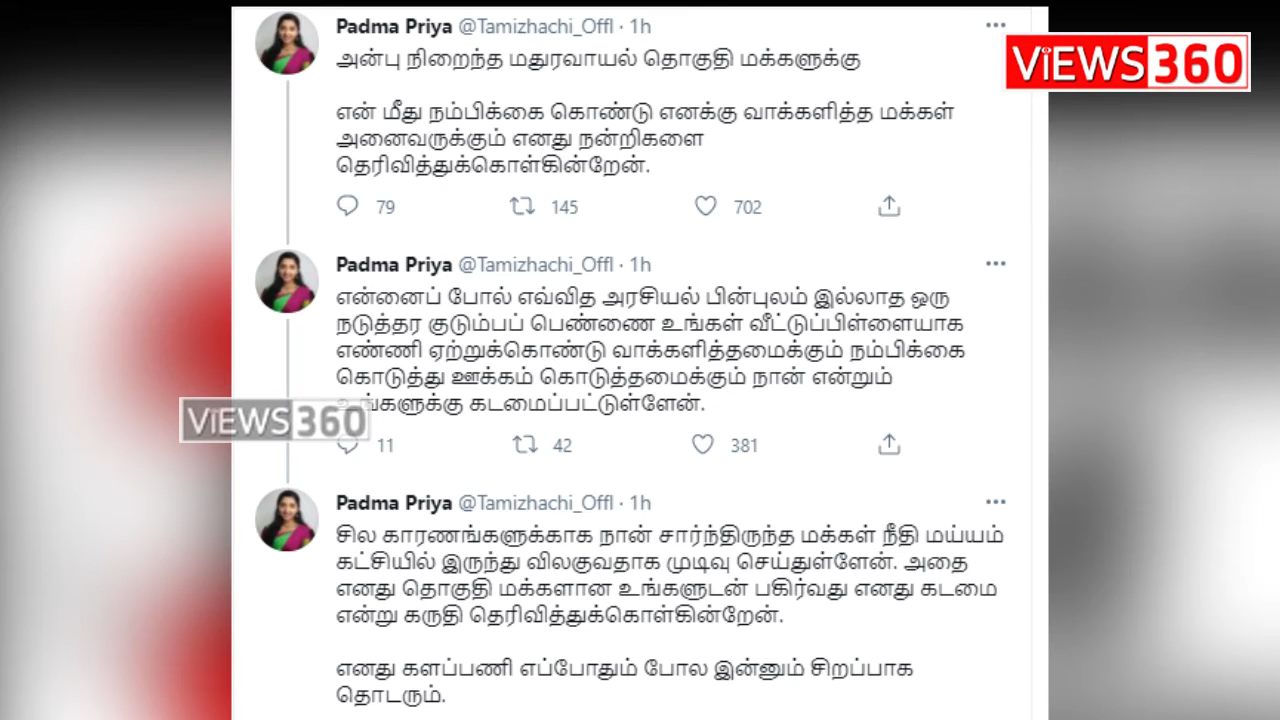 Padma Priya @Tamizhachi_Offl · 1h
VIEWS 360
அன்பு நிறைந்த மதுரவாயல் தொகுதி மக்களுக்கு
என் மீது நம்பிக்கை கொண்டு எனக்கு வாக்களித்த மக்கள்
அனைவருக்கும் எனது நன்றிகளை
தெரிவித்துக்கொள்கின்றேன்.
79 145 702
Padma Priya @Tamizhachi_Offl · 1h
என்னைப் போல் எவ்வித அரசியல் பின்புலம் இல்லாத ஒரு
நடுத்தர குடும்பப் பெண்ணை உங்கள் வீட்டுப்பிள்ளையாக
எண்ணி ஏற்றுக்கொண்டு வாக்களித்தமைக்கும் நம்பிக்கை
கொடுத்து ஊக்கம் கொடுத்தமைக்கும் நான் என்றும்
உங்களுக்கு கடமைப்பட்டுள்ளேன்.
VIEWS 360
11 42 381
Padma Priya @Tamizhachi_Offl · 1h
சில காரணங்களுக்காக நான் சார்ந்திருந்த மக்கள் நீதி மய்யம்
கட்சியில் இருந்து விலகுவதாக முடிவு செய்துள்ளேன். அதை
எனது தொகுதி மக்களான உங்களுடன் பகிர்வது எனது கடமை
என்று கருதி தெரிவித்துக்கொள்கின்றேன்.
எனது களப்பணி எப்போதும் போல இன்னும் சிறப்பாக
தொடரும்.